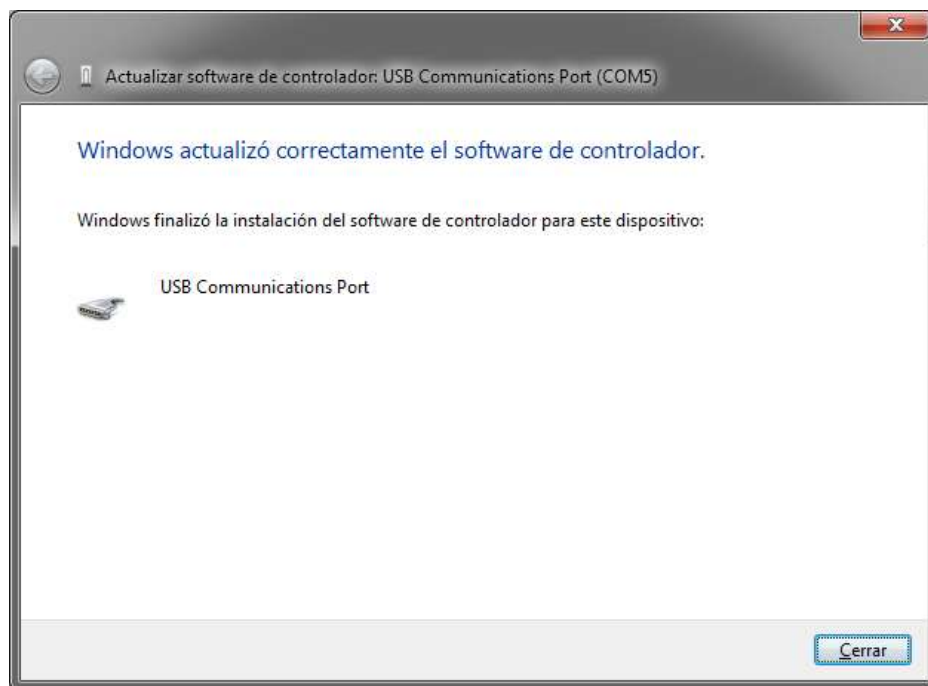 Actualizar software de controlador: USB Communications Port (COM5)
Windows actualizó correctamente el software de controlador.
Windows finalizó la instalación del software de controlador para este dispositivo:
USB Communications Port
Cerrar